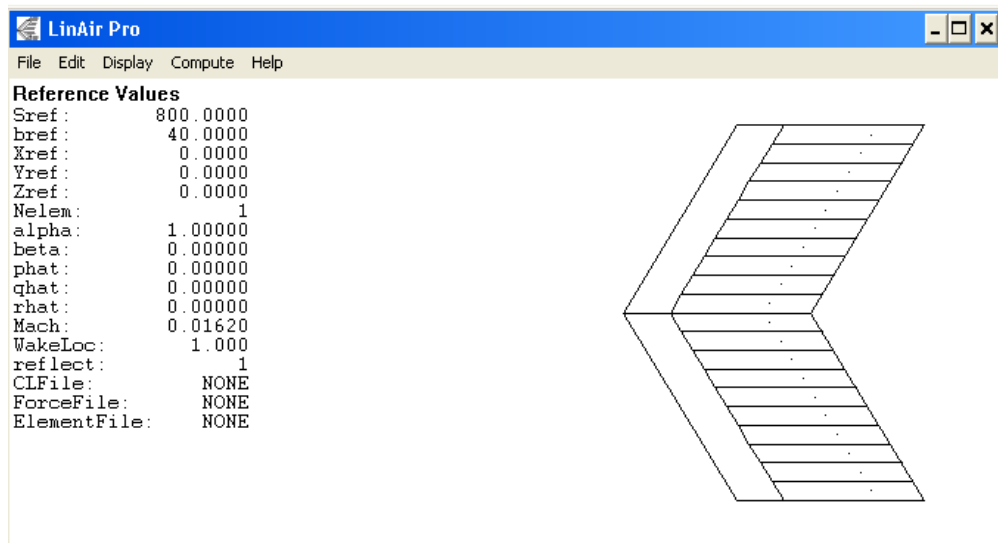 LinAir Pro
File Edit Display Compute Help
Reference Values
Sref: 800.0000
bref: 40.0000
Xref: 0.0000
Yref: 0.0000
Zref: 0.0000
Nelem: 1
alpha: 1.00000
beta: 0.00000
phat: 0.00000
qhat: 0.00000
rhat: 0.00000
Mach: 0.01620
WakeLoc: 1.000
reflect: 1
CLFile: NONE
ForceFile: NONE
ElementFile: NONE